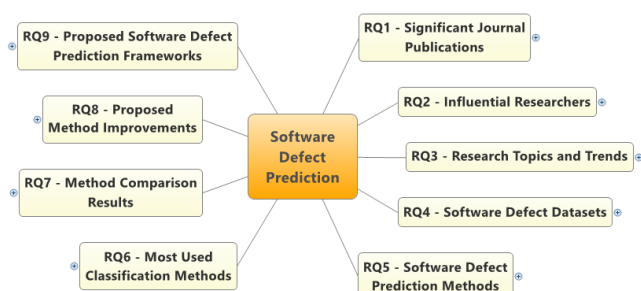 RQ9 - Proposed Software Defect
Prediction Frameworks
RQ1 - Significant Journal
Publications
RQ8 - Proposed
Method Improvements
RQ2 - Influential Researchers
Software
Defect
Prediction
RQ3 - Research Topics and Trends
RQ7 - Method Comparison
Results
RQ4 - Software Defect Datasets
RQ6 - Most Used
Classification Methods
RQ5 - Software Defect
Prediction Methods